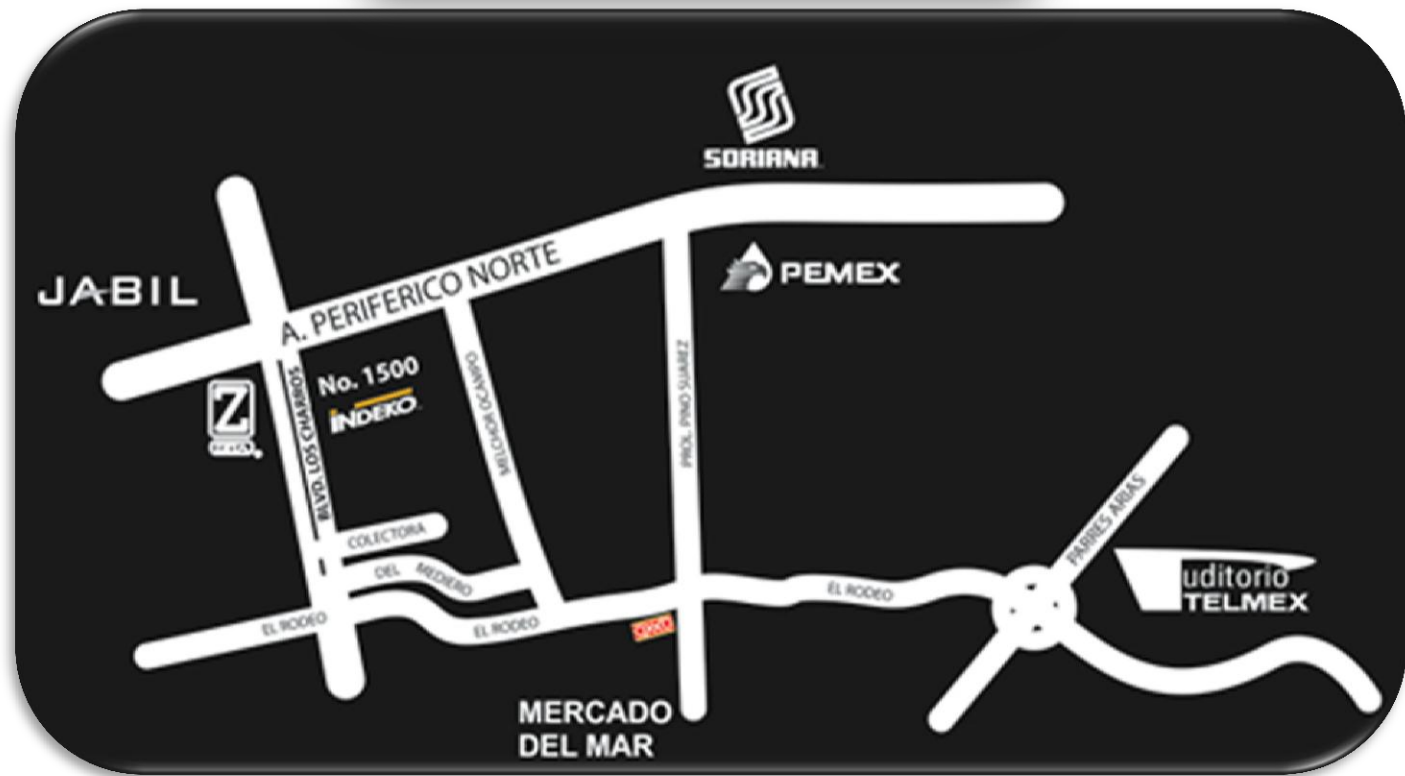 SORIANA
JABIL
A. PERIFERICO NORTE
PEMEX
Z
No. 1500
INDEKO
BLVD. LOS CHARROS
MELCHOR OCAMPO
PROL. PINO SUAREZ
COLECTORA
DEL MEDIERO
EL RODEO
EL RODEO
EL RODEO
PARRES ARIAS
uditorio
TELMEX
OXXO
MERCADO
DEL MAR